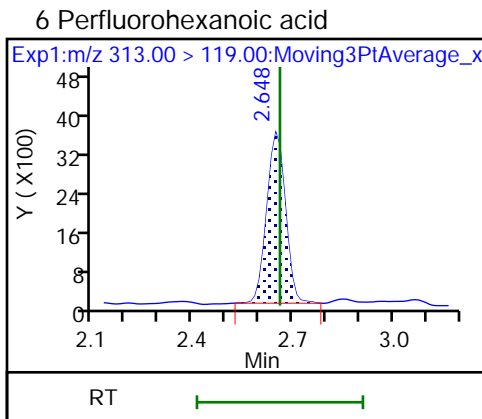 6 Perfluorohexanoic acid
Exp1:m/z 313.00 > 119.00:Moving3PtAverage_x
2.648
Y ( X100)
48
40
32
24
16
8
0
2.1 2.4 2.7 3.0
Min
RT